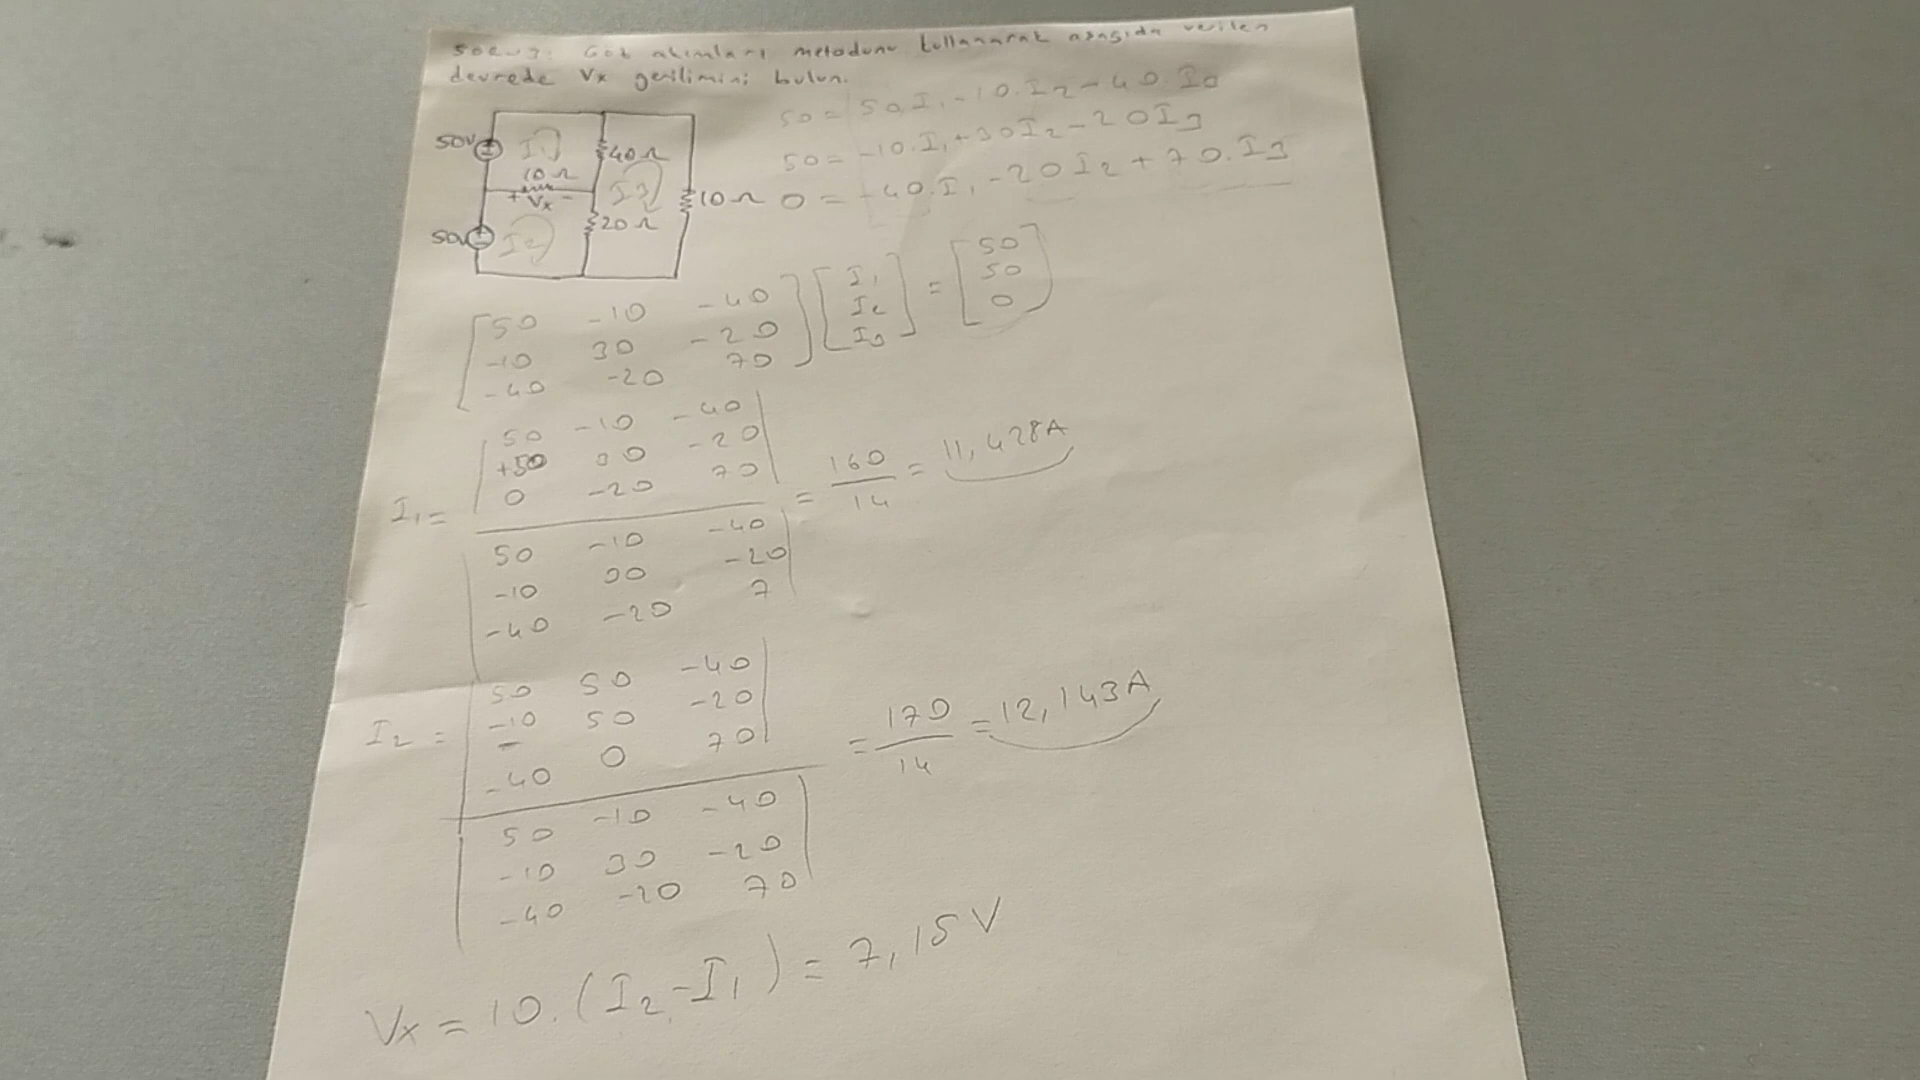 Soru 3: Göz akımları metodunu kullanarak aşağıda verilen
devrede Vx gerilimini bulun.
50V
I1
40Ω
10Ω
+ Vx -
I3
10Ω
50V
I2
20Ω
50 = 50.I1 - 10.I2 - 40.I3
50 = -10.I1 + 30I2 - 20I3
0 = -40.I1 - 20I2 + 70.I3
[50 -10 -40] [I1] = [50]
[-10 30 -20] [I2] [50]
[-40 -20 70] [I3] [0]
|50 -10 -40|
|+50 30 -20|
|0 -20 70|
I1 = = 160/14 = 11,428A
|50 -10 -40|
|-10 30 -20|
|-40 -20 7|
|50 50 -40|
|-10 50 -20|
|-40 0 70|
I2 = = 170/14 = 12,143A
|50 -10 -40|
|-10 30 -20|
|-40 -20 70|
Vx = 10.(I2 - I1) = 7,15V